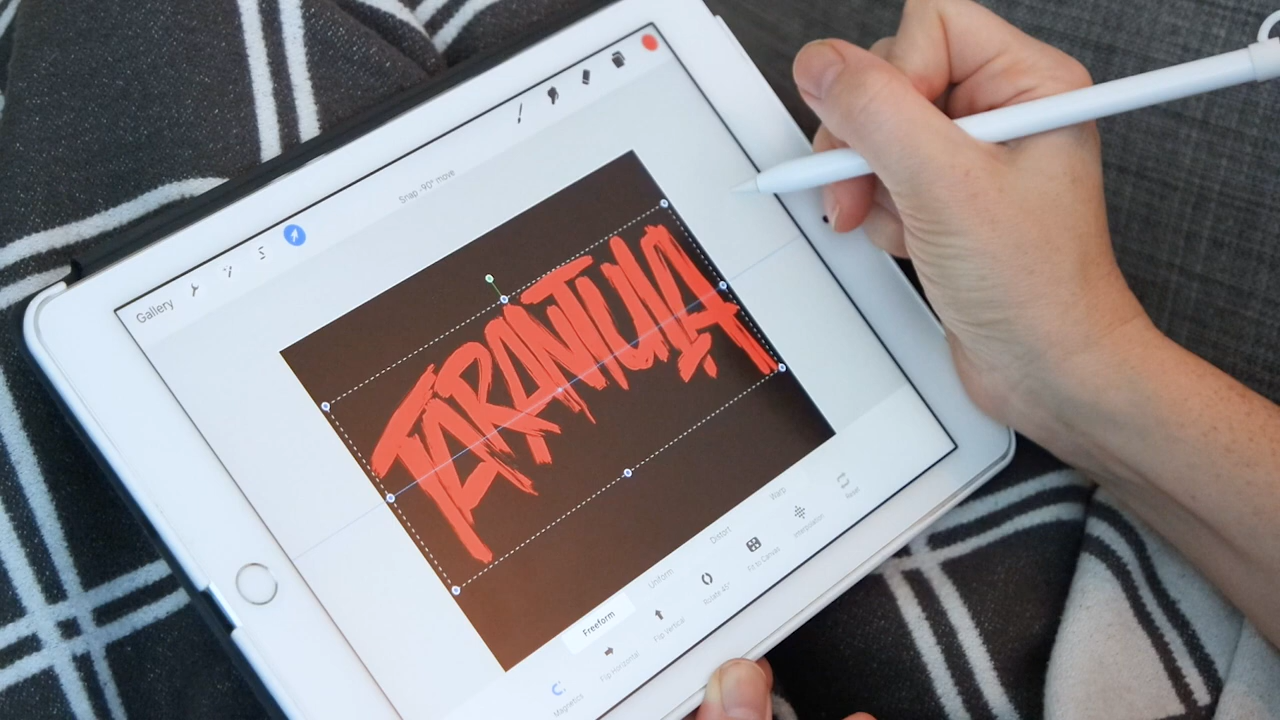 Gallery
Snap -90° move
TARANTULA
Freeform
Uniform
Distort
Warp
Magnetics
Flip Horizontal
Flip Vertical
Rotate 45°
Fit to Canvas
Interpolation
Reset